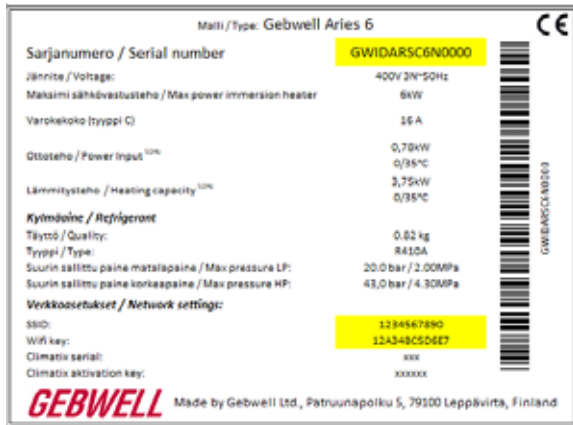 Malli/Type: Gebwell Aries 6
CE
Sarjanumero / Serial number GWIDARSC6N0000
Jännite / Voltage: 400V 3N~50Hz
Maksimi sähkövastusteho / Max power immersion heater 6kW
Varokekoko (tyyppi C) 16 A
Ottoteho / Power Input 50% 0,78kW
0/35°C
Lämmitysteho / Heating capacity 50% 3,75kW
0/35°C
Kylmäaine / Refrigerant
Täyttö / Quality: 0.82 kg
Tyyppi / Type: R410A
Suurin sallittu paine matalapaine / Max pressure LP: 20.0 bar / 2.00MPa
Suurin sallittu paine korkeapaine / Max pressure HP: 43,0 bar / 4.30MPa
Verkkoasetukset / Network settings:
SSID: 1234567890
Wifi key: 12A34BC5D6E7
Climatix serial: xxx
Climatix aktivation key: xxxxxx
GWIDARSC6N0000
GEBWELL Made by Gebwell Ltd., Patruunapolku 5, 79100 Leppävirta, Finland